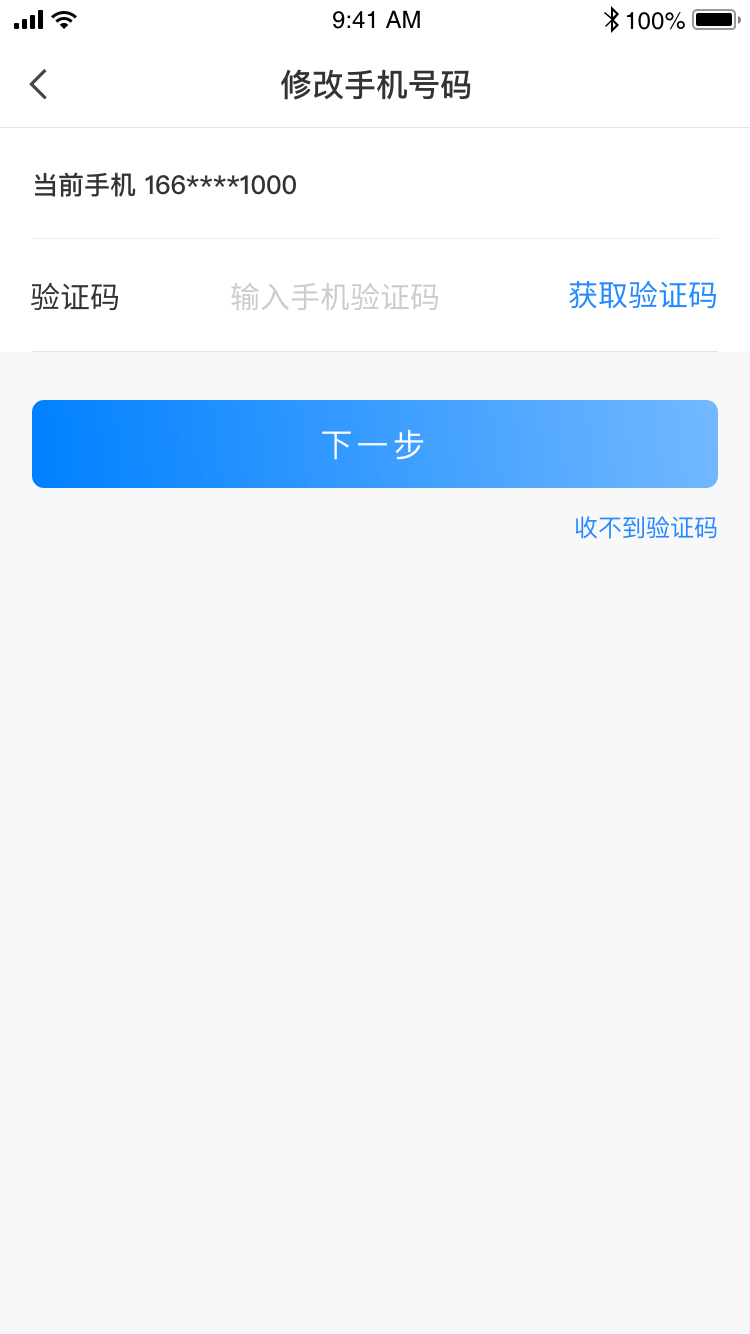 9:41 AM 100%
修改手机号码
当前手机 166****1000
验证码 输入手机验证码 获取验证码
下一步
收不到验证码